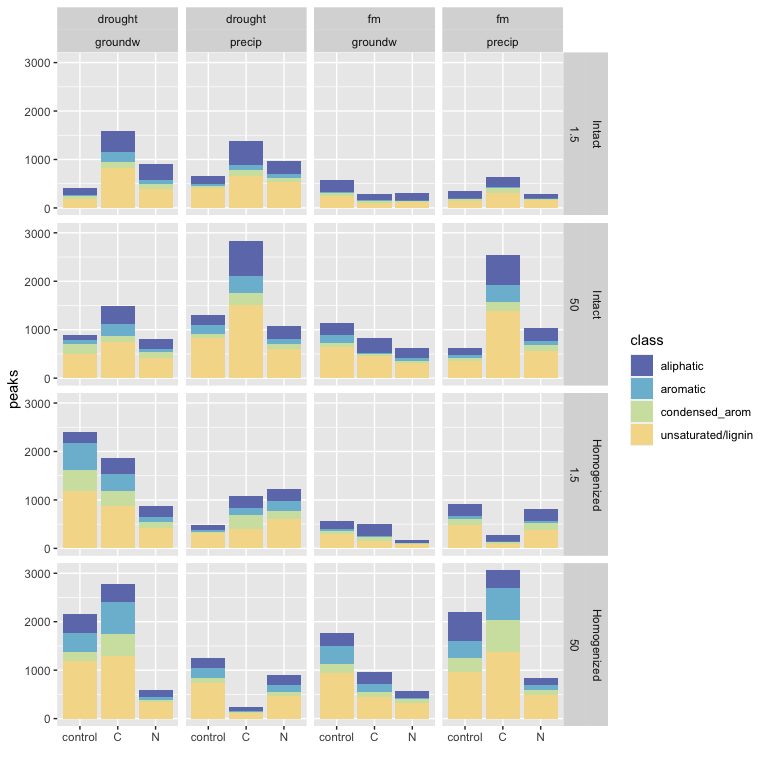 drought drought fm fm
groundw precip groundw precip
peaks
3000
2000
1000
0
Intact
1.5
3000
2000
1000
0
Intact
50
3000
2000
1000
0
Homogenized
1.5
3000
2000
1000
0
Homogenized
50
control C N control C N control C N control C N
class
aliphatic
aromatic
condensed_arom
unsaturated/lignin